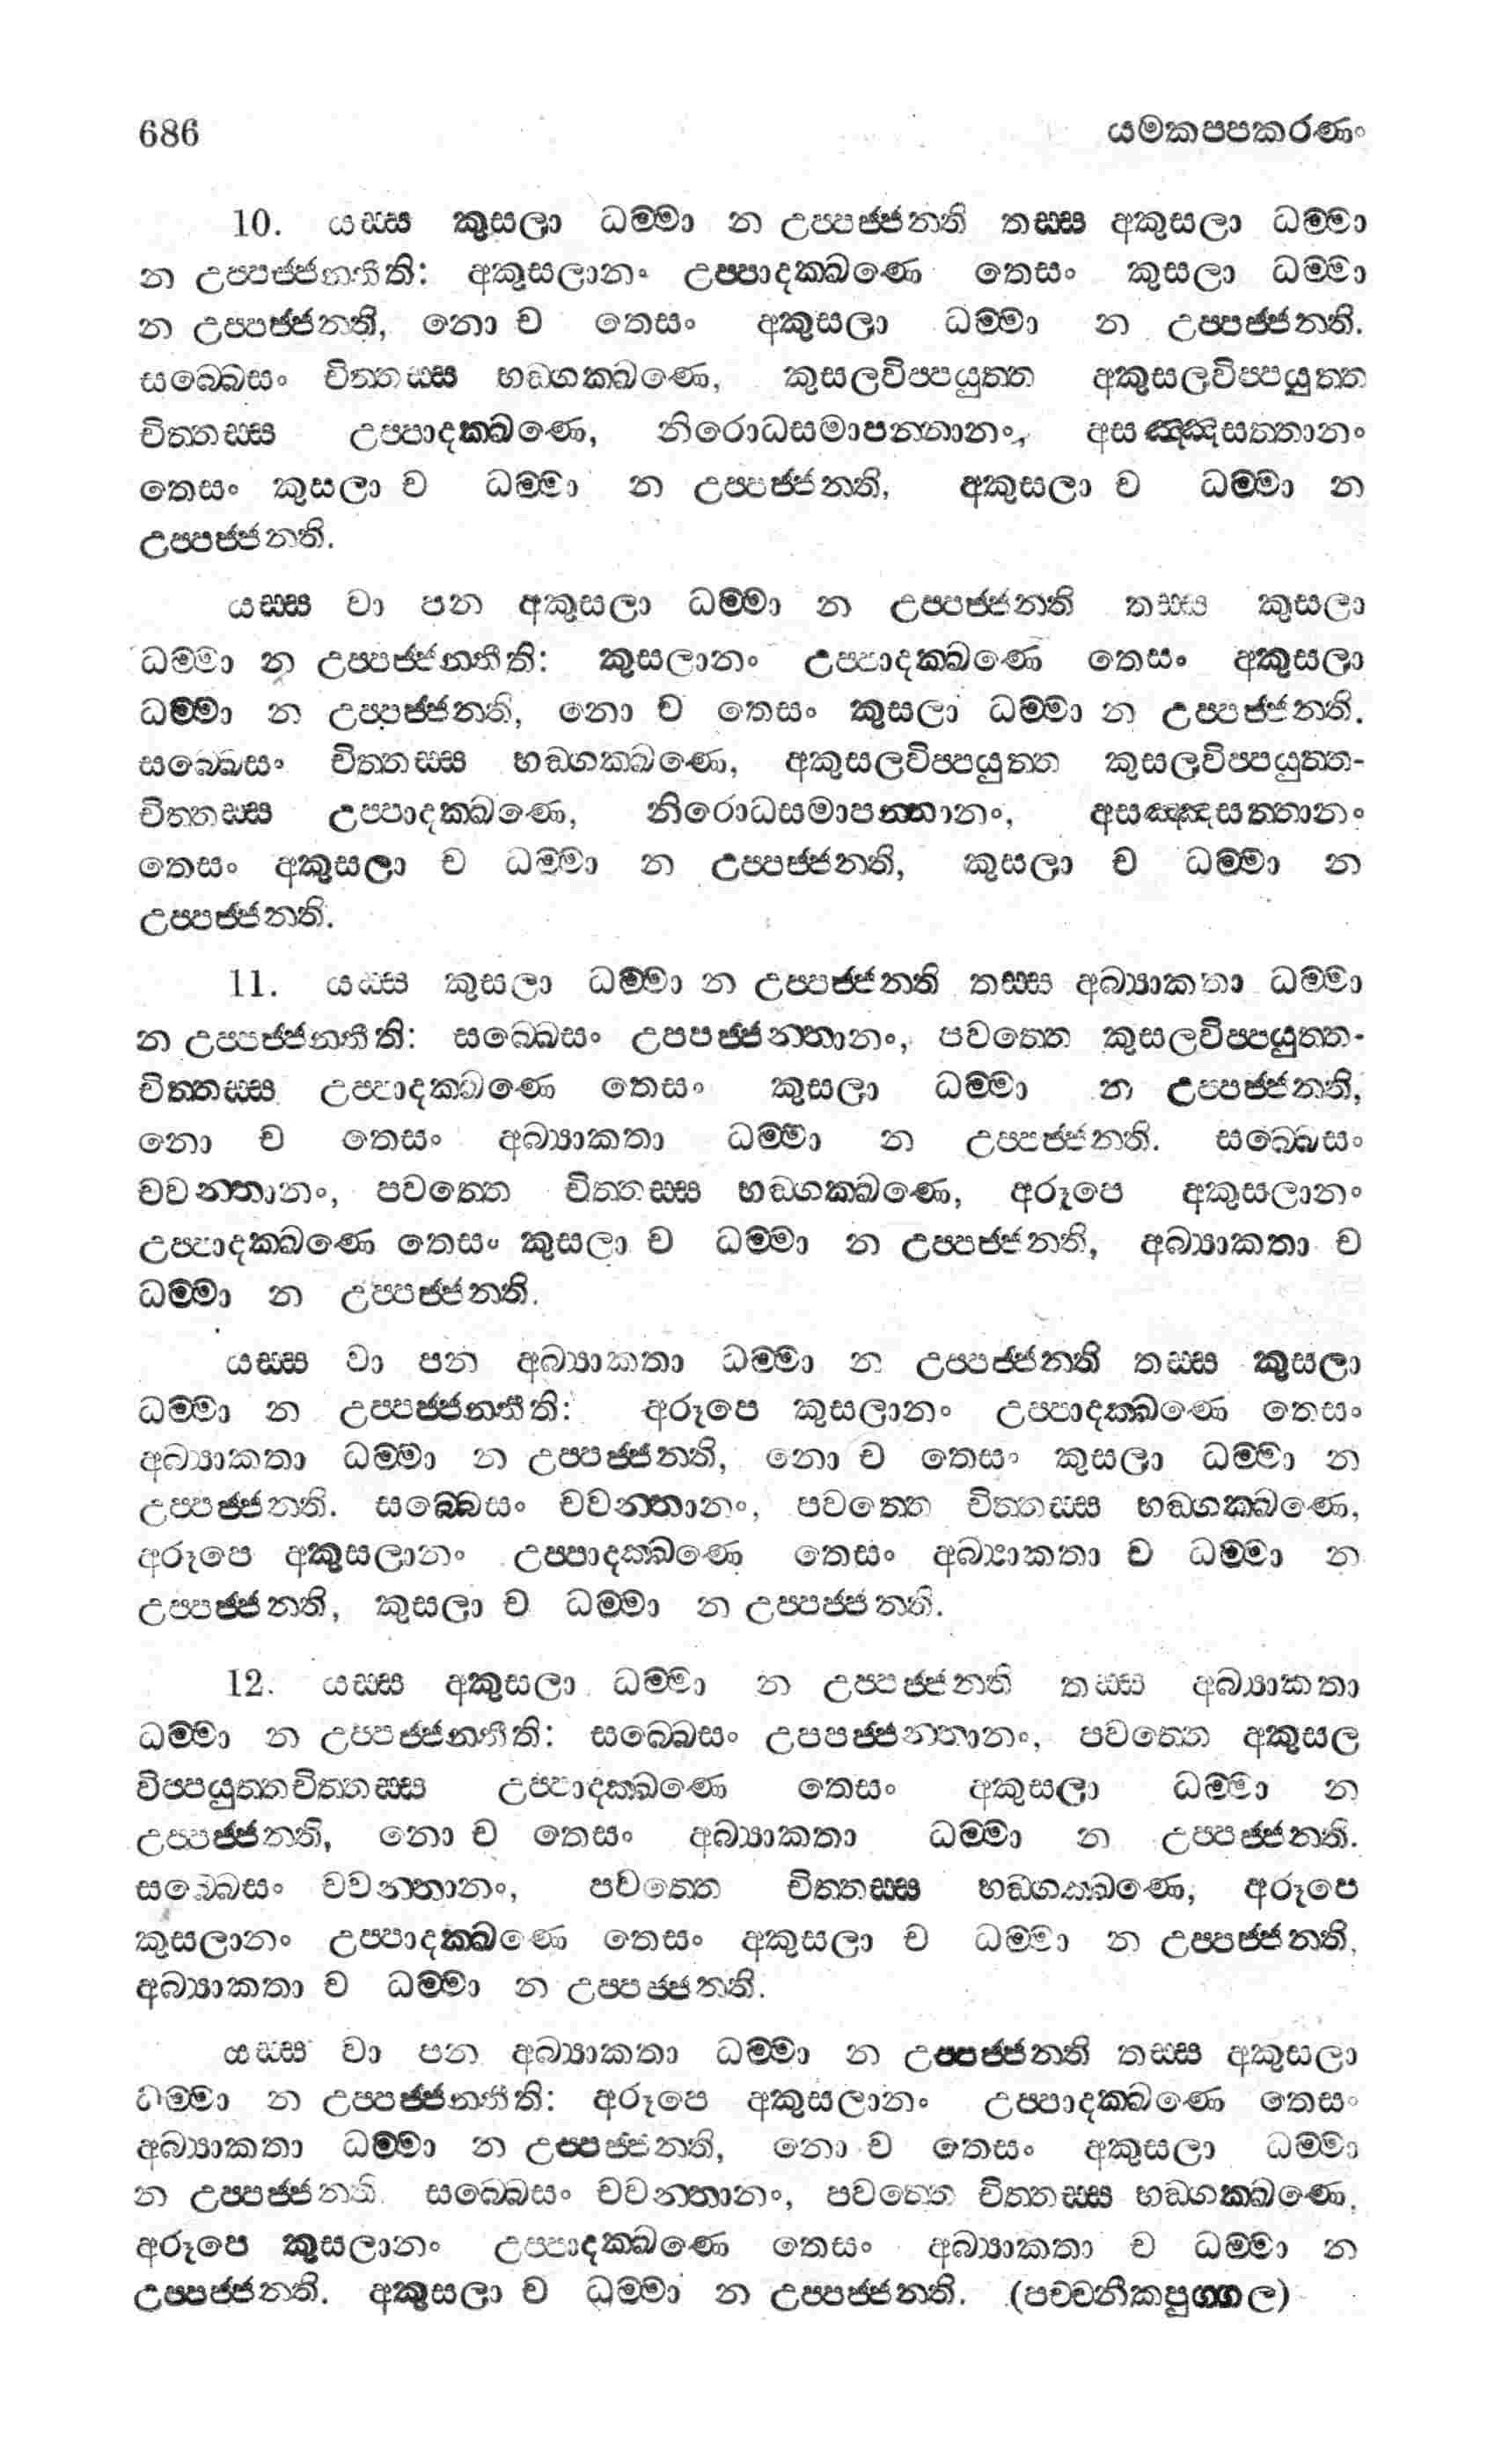 686 යමකප්පකරණං
10. යස්ස කුසලා ධම්මා න උප්පජ්ජන්ති තස්ස අකුසලා ධම්මා
න උප්පජ්ජන්තීති: අකුසලානං උප්පාදක්ඛණෙ තෙසං කුසලා ධම්මා
න උප්පජ්ජන්ති, නො ච තෙසං අකුසලා ධම්මා න උප්පජ්ජන්ති.
සබ්බෙසං චිත්තස්ස භඞ්ගක්ඛණෙ, කුසලවිප්පයුත්ත අකුසලවිප්පයුත්ත
චිත්තස්ස උප්පාදක්ඛණෙ, නිරොධසමාපන්නානං, අසඤ්ඤසත්තානං
තෙසං කුසලා ච ධම්මා න උප්පජ්ජන්ති, අකුසලා ච ධම්මා න
උප්පජ්ජන්ති.
යස්ස වා පන අකුසලා ධම්මා න උප්පජ්ජන්ති තස්ස කුසලා
ධම්මා න උප්පජ්ජන්තීති: කුසලානං උප්පාදක්ඛණෙ තෙසං අකුසලා
ධම්මා න උප්පජ්ජන්ති, නො ච තෙසං කුසලා ධම්මා න උප්පජ්ජන්ති.
සබ්බෙසං චිත්තස්ස භඞ්ගක්ඛණෙ, අකුසලවිප්පයුත්ත කුසලවිප්පයුත්ත-
චිත්තස්ස උප්පාදක්ඛණෙ, නිරොධසමාපන්නානං, අසඤ්ඤසත්තානං
තෙසං අකුසලා ච ධම්මා න උප්පජ්ජන්ති, කුසලා ච ධම්මා න
උප්පජ්ජන්ති.
11. යස්ස කුසලා ධම්මා න උප්පජ්ජන්ති තස්ස අබ්‍යාකතා ධම්මා
න උප්පජ්ජන්තීති: සබ්බෙසං උපපජ්ජන්තානං, පවත්තෙ කුසලවිප්පයුත්ත-
චිත්තස්ස උප්පාදක්ඛණෙ තෙසං කුසලා ධම්මා න උප්පජ්ජන්ති,
නො ච තෙසං අබ්‍යාකතා ධම්මා න උප්පජ්ජන්ති. සබ්බෙසං
චවන්තානං, පවත්තෙ චිත්තස්ස භඞ්ගක්ඛණෙ, අරූපෙ අකුසලානං
උප්පාදක්ඛණෙ තෙසං කුසලා ච ධම්මා න උප්පජ්ජන්ති, අබ්‍යාකතා ච
ධම්මා න උප්පජ්ජන්ති.
යස්ස වා පන අබ්‍යාකතා ධම්මා න උප්පජ්ජන්ති තස්ස කුසලා
ධම්මා න උප්පජ්ජන්තීති: අරූපෙ කුසලානං උප්පාදක්ඛණෙ තෙසං
අබ්‍යාකතා ධම්මා න උප්පජ්ජන්ති, නො ච තෙසං කුසලා ධම්මා න
උප්පජ්ජන්ති. සබ්බෙසං චවන්තානං, පවත්තෙ චිත්තස්ස භඞ්ගක්ඛණෙ,
අරූපෙ අකුසලානං උප්පාදක්ඛණෙ තෙසං අබ්‍යාකතා ච ධම්මා න
උප්පජ්ජන්ති, කුසලා ච ධම්මා න උප්පජ්ජන්ති.
12. යස්ස අකුසලා ධම්මා න උප්පජ්ජන්ති තස්ස අබ්‍යාකතා
ධම්මා න උප්පජ්ජන්තීති: සබ්බෙසං උපපජ්ජන්තානං, පවත්තෙ අකුසල
විප්පයුත්තචිත්තස්ස උප්පාදක්ඛණෙ තෙසං අකුසලා ධම්මා න
උප්පජ්ජන්ති, නො ච තෙසං අබ්‍යාකතා ධම්මා න උප්පජ්ජන්ති.
සබ්බෙසං චවන්තානං, පවත්තෙ චිත්තස්ස භඞ්ගක්ඛණෙ, අරූපෙ
කුසලානං උප්පාදක්ඛණෙ තෙසං අකුසලා ච ධම්මා න උප්පජ්ජන්ති,
අබ්‍යාකතා ච ධම්මා න උප්පජ්ජන්ති.
යස්ස වා පන අබ්‍යාකතා ධම්මා න උප්පජ්ජන්ති තස්ස අකුසලා
ධම්මා න උප්පජ්ජන්තීති: අරූපෙ අකුසලානං උප්පාදක්ඛණෙ තෙසං
අබ්‍යාකතා ධම්මා න උප්පජ්ජන්ති, නො ච තෙසං අකුසලා ධම්මා
න උප්පජ්ජන්ති. සබ්බෙසං චවන්තානං, පවත්තෙ චිත්තස්ස භඞ්ගක්ඛණෙ,
අරූපෙ කුසලානං උප්පාදක්ඛණෙ තෙසං අබ්‍යාකතා ච ධම්මා න
උප්පජ්ජන්ති. අකුසලා ච ධම්මා න උප්පජ්ජන්ති. (පච්චනීකපුග්ගල)